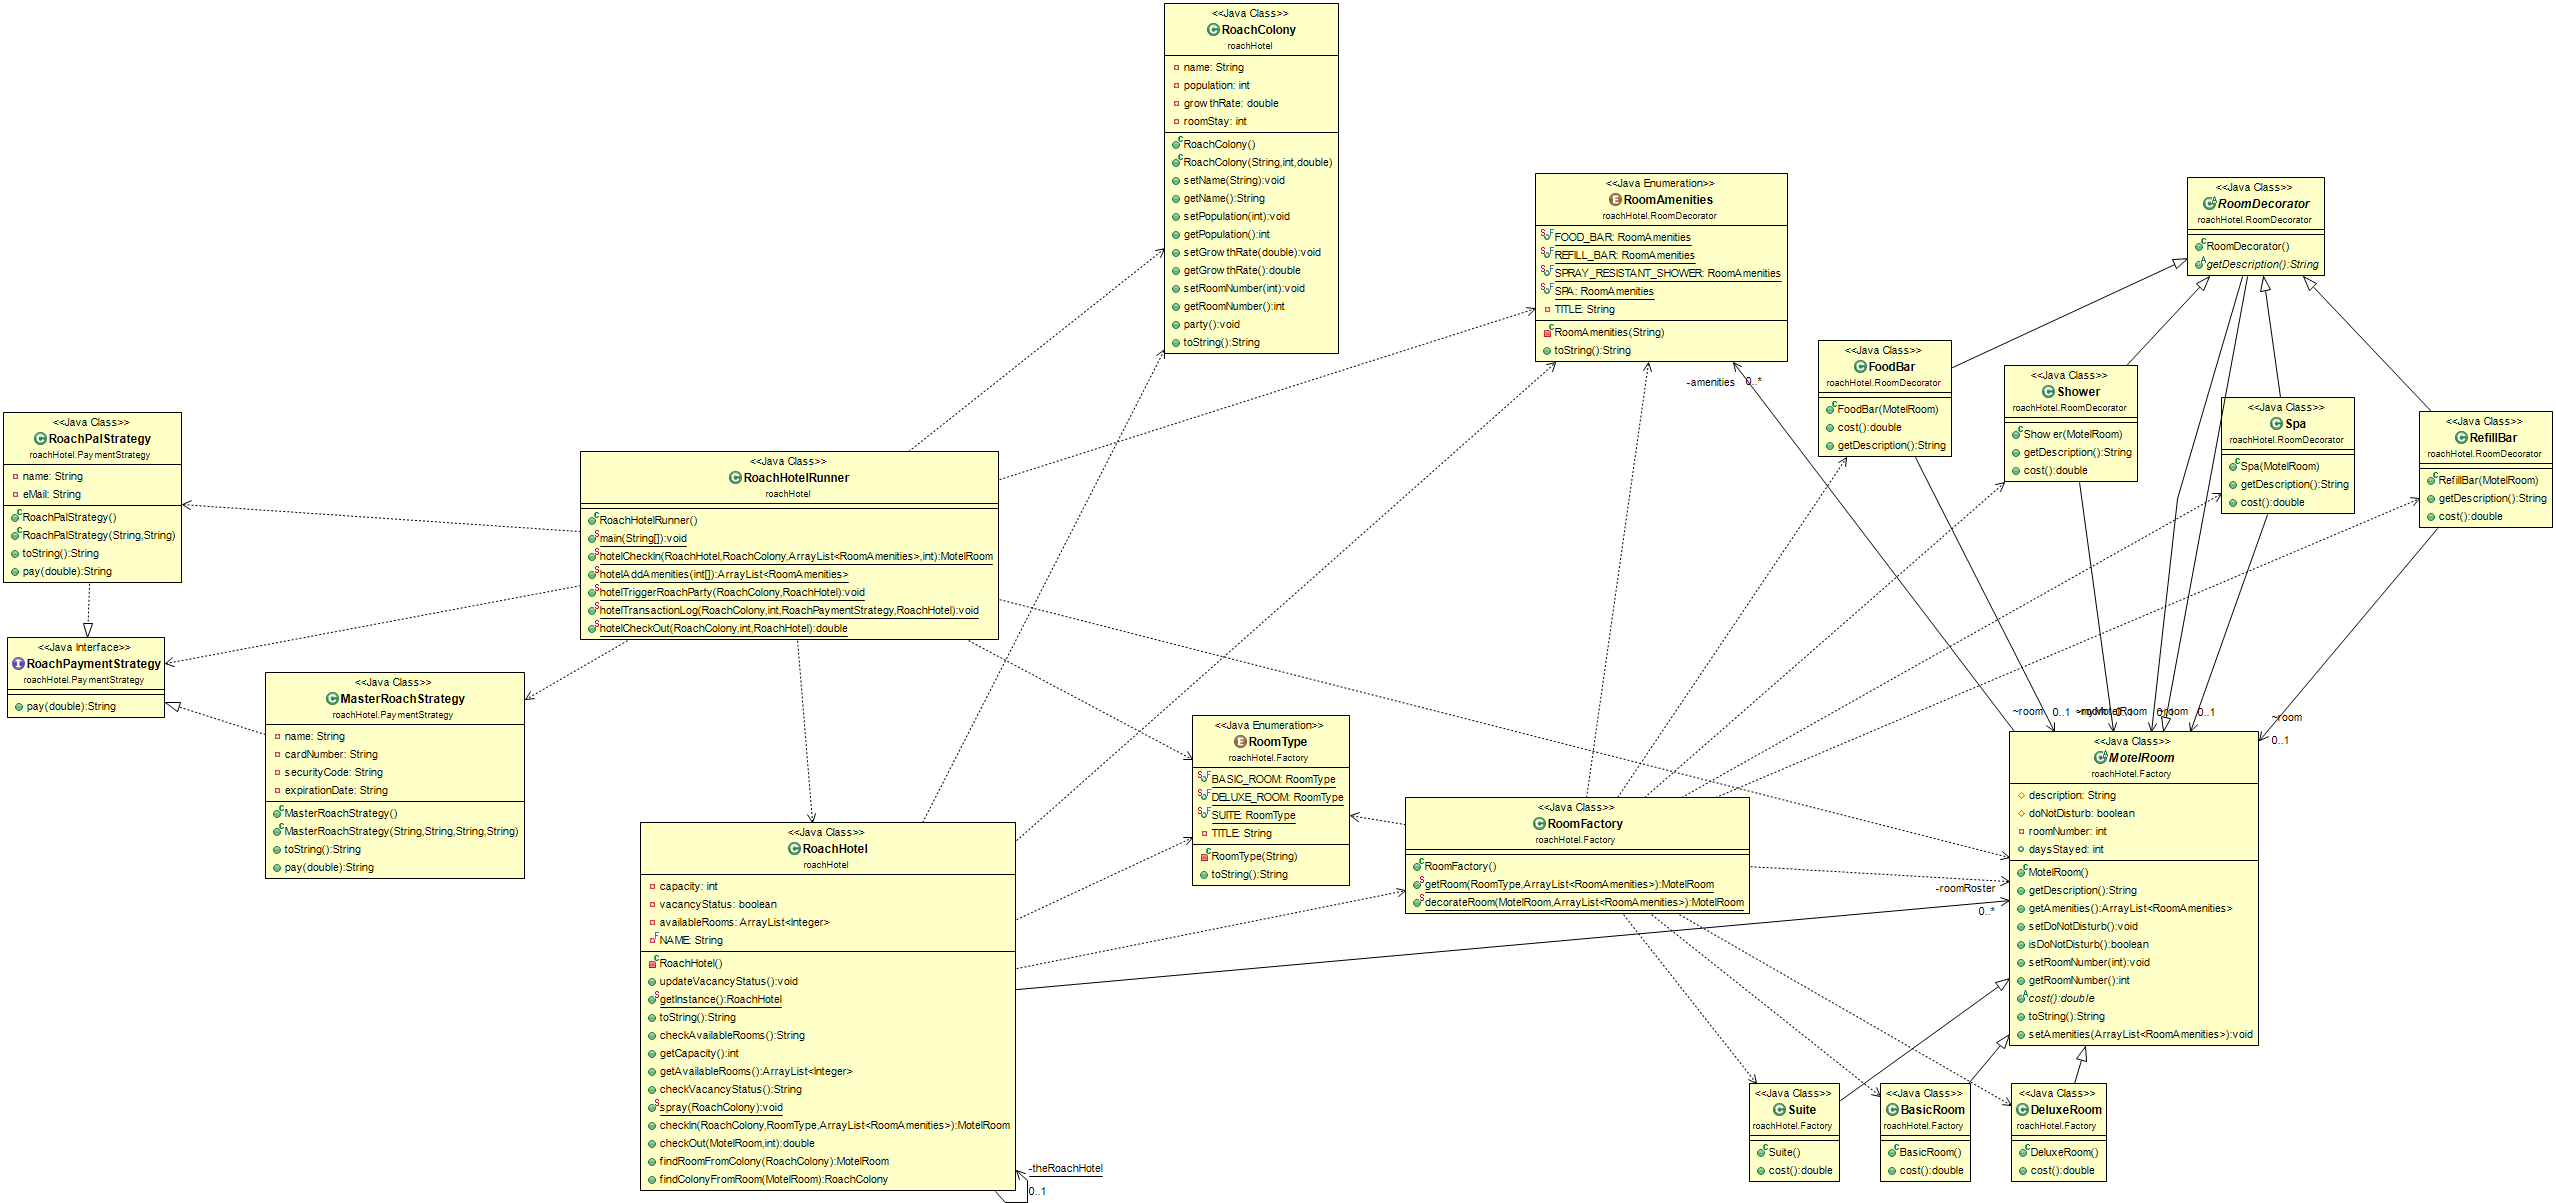 <<Java Class>>
RoachColony
roachHotel
name: String
population: int
growthRate: double
roomStay: int
RoachColony()
RoachColony(String,int,double)
setName(String):void
getName():String
setPopulation(int):void
getPopulation():int
setGrowthRate(double):void
getGrowthRate():double
setRoomNumber(int):void
getRoomNumber():int
party():void
toString():String
<<Java Enumeration>>
RoomAmenities
roachHotel.RoomDecorator
FOOD_BAR: RoomAmenities
REFILL_BAR: RoomAmenities
SPRAY_RESISTANT_SHOWER: RoomAmenities
SPA: RoomAmenities
TITLE: String
RoomAmenities(String)
toString():String
-amenities
0..*
<<Java Class>>
RoomDecorator
roachHotel.RoomDecorator
RoomDecorator()
getDescription():String
<<Java Class>>
FoodBar
roachHotel.RoomDecorator
FoodBar(MotelRoom)
cost():double
getDescription():String
<<Java Class>>
Shower
roachHotel.RoomDecorator
Shower(MotelRoom)
getDescription():String
cost():double
<<Java Class>>
Spa
roachHotel.RoomDecorator
Spa(MotelRoom)
getDescription():String
cost():double
<<Java Class>>
RefillBar
roachHotel.RoomDecorator
RefillBar(MotelRoom)
getDescription():String
cost():double
<<Java Class>>
RoachPalStrategy
roachHotel.PaymentStrategy
name: String
eMail: String
RoachPalStrategy()
RoachPalStrategy(String,String)
toString():String
pay(double):String
<<Java Class>>
RoachHotelRunner
roachHotel
RoachHotelRunner()
main(String[]):void
hotelCheckIn(RoachHotel,RoachColony,ArrayList<RoomAmenities>,int):MotelRoom
hotelAddAmenities(int[]):ArrayList<RoomAmenities>
hotelTriggerRoachParty(RoachColony,RoachHotel):void
hotelTransactionLog(RoachColony,int,RoachPaymentStrategy,RoachHotel):void
hotelCheckOut(RoachColony,int,RoachHotel):double
<<Java Interface>>
RoachPaymentStrategy
roachHotel.PaymentStrategy
pay(double):String
<<Java Class>>
MasterRoachStrategy
roachHotel.PaymentStrategy
name: String
cardNumber: String
securityCode: String
expirationDate: String
MasterRoachStrategy()
MasterRoachStrategy(String,String,String,String)
toString():String
pay(double):String
<<Java Enumeration>>
RoomType
roachHotel.Factory
BASIC_ROOM: RoomType
DELUXE_ROOM: RoomType
SUITE: RoomType
TITLE: String
RoomType(String)
toString():String
<<Java Class>>
RoomFactory
roachHotel.Factory
RoomFactory()
getRoom(RoomType,ArrayList<RoomAmenities>):MotelRoom
decorateRoom(MotelRoom,ArrayList<RoomAmenities>):MotelRoom
~room
0..1
~room
0..1
~room
0..1
<<Java Class>>
MotelRoom
roachHotel.Factory
description: String
doNotDisturb: boolean
roomNumber: int
daysStayed: int
MotelRoom()
getDescription():String
getAmenities():ArrayList<RoomAmenities>
setDoNotDisturb():void
isDoNotDisturb():boolean
setRoomNumber(int):void
getRoomNumber():int
cost():double
toString():String
setAmenities(ArrayList<RoomAmenities>):void
-roomRoster
0..*
<<Java Class>>
RoachHotel
roachHotel
capacity: int
vacancyStatus: boolean
availableRooms: ArrayList<Integer>
NAME: String
RoachHotel()
updateVacancyStatus():void
getInstance():RoachHotel
toString():String
checkAvailableRooms():String
getCapacity():int
getAvailableRooms():ArrayList<Integer>
checkVacancyStatus():String
spray(RoachColony):void
checkIn(RoachColony,RoomType,ArrayList<RoomAmenities>):MotelRoom
checkOut(MotelRoom,int):double
findRoomFromColony(RoachColony):MotelRoom
findColonyFromRoom(MotelRoom):RoachColony
-theRoachHotel
0..1
<<Java Class>>
Suite
roachHotel.Factory
Suite()
cost():double
<<Java Class>>
BasicRoom
roachHotel.Factory
BasicRoom()
cost():double
<<Java Class>>
DeluxeRoom
roachHotel.Factory
DeluxeRoom()
cost():double